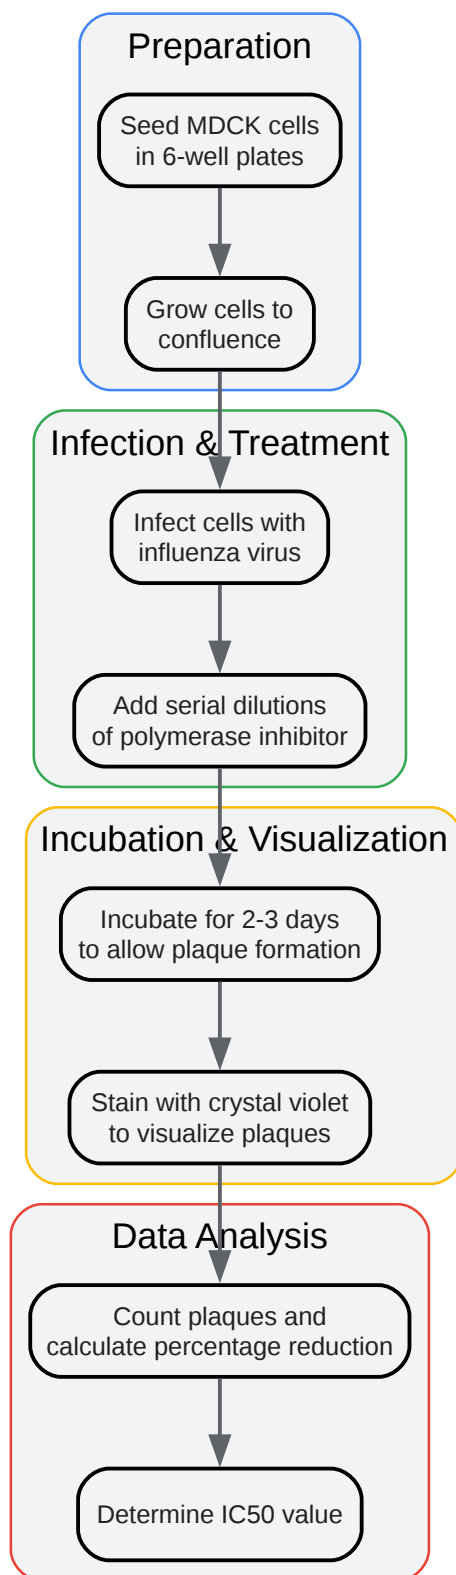 Preparation
Seed MDCK cells
in 6-well plates
Grow cells to
confluence
Infection & Treatment
Infect cells with
influenza virus
Add serial dilutions
of polymerase inhibitor
Incubation & Visualization
Incubate for 2-3 days
to allow plaque formation
Stain with crystal violet
to visualize plaques
Data Analysis
Count plaques and
calculate percentage reduction
Determine IC50 value